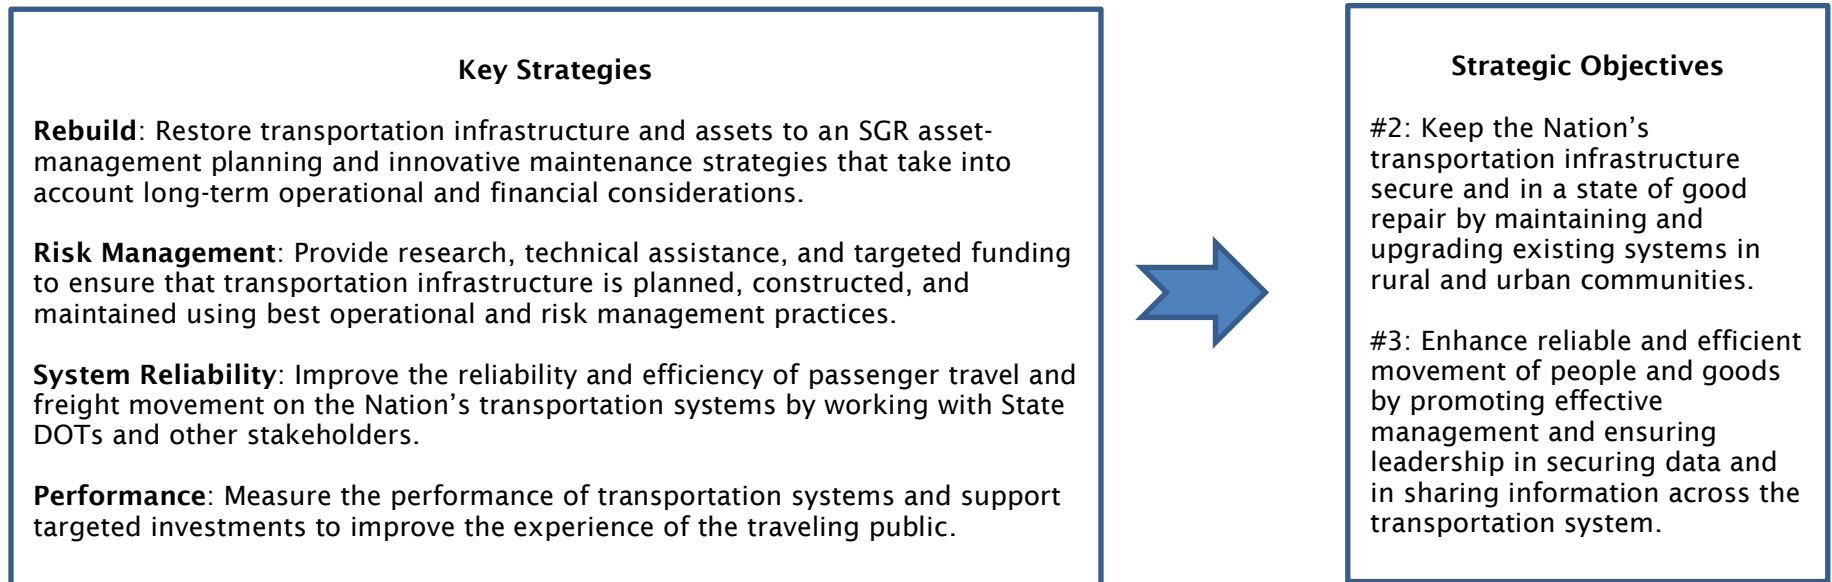 Key Strategies
Rebuild: Restore transportation infrastructure and assets to an SGR asset-
management planning and innovative maintenance strategies that take into
account long-term operational and financial considerations.
Risk Management: Provide research, technical assistance, and targeted funding
to ensure that transportation infrastructure is planned, constructed, and
maintained using best operational and risk management practices.
System Reliability: Improve the reliability and efficiency of passenger travel and
freight movement on the Nation’s transportation systems by working with State
DOTs and other stakeholders.
Performance: Measure the performance of transportation systems and support
targeted investments to improve the experience of the traveling public.
Strategic Objectives
#2: Keep the Nation’s
transportation infrastructure
secure and in a state of good
repair by maintaining and
upgrading existing systems in
rural and urban communities.
#3: Enhance reliable and efficient
movement of people and goods
by promoting effective
management and ensuring
leadership in securing data and
in sharing information across the
transportation system.